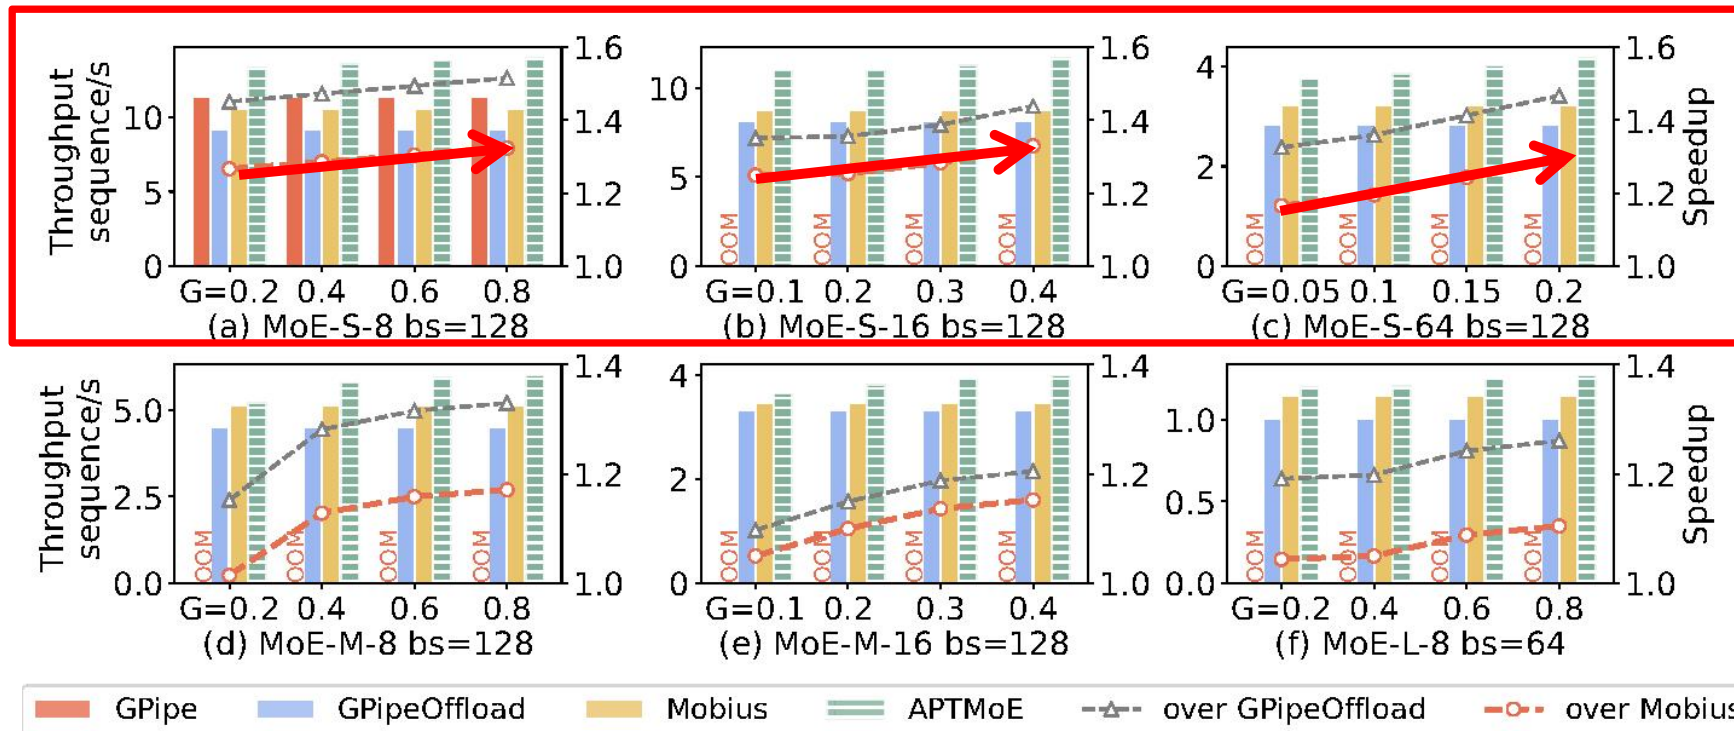 Throughput
sequence/s
10
5
0
1.6
1.4
1.2
1.0
G=0.2 0.4 0.6 0.8
(a) MoE-S-8 bs=128
10
5
0
OOM OOM OOM OOM
1.6
1.4
1.2
1.0
G=0.1 0.2 0.3 0.4
(b) MoE-S-16 bs=128
4
2
0
OOM OOM OOM OOM
1.6
1.4
1.2
1.0
Speedup
G=0.05 0.1 0.15 0.2
(c) MoE-S-64 bs=128
Throughput
sequence/s
5.0
2.5
0.0
OOM OOM OOM OOM
1.4
1.2
1.0
G=0.2 0.4 0.6 0.8
(d) MoE-M-8 bs=128
4
2
0
OOM OOM OOM OOM
1.4
1.2
1.0
G=0.1 0.2 0.3 0.4
(e) MoE-M-16 bs=128
1.0
0.5
0.0
OOM OOM OOM OOM
1.4
1.2
1.0
Speedup
G=0.2 0.4 0.6 0.8
(f) MoE-L-8 bs=64
GPipe GPipeOffload Mobius APTMoE over GPipeOffload over Mobius